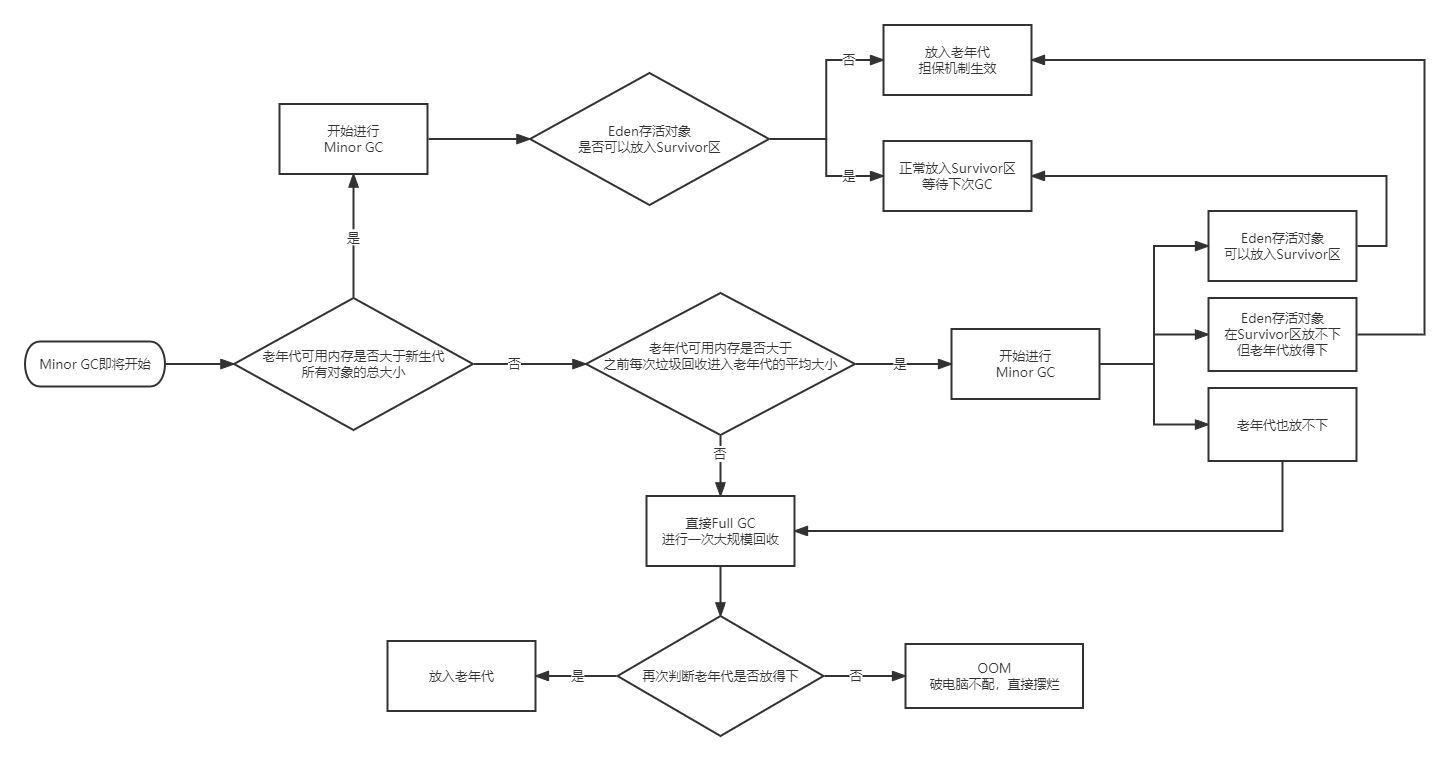 放入老年代
担保机制生效
否
开始进行
Minor GC
Eden存活对象
是否可以放入Survivor区
是
正常放入Survivor区
等待下次GC
是
Eden存活对象
可以放入Survivor区
Minor GC即将开始
老年代可用内存是否大于新生代
所有对象的总大小
否
老年代可用内存是否大于
之前每次垃圾回收进入老年代的平均大小
是
开始进行
Minor GC
Eden存活对象
在Survivor区放不下
但老年代放得下
老年代也放不下
否
直接Full GC
进行一次大规模回收
放入老年代
是
再次判断老年代是否放得下
否
OOM
破电脑不配，直接摆烂